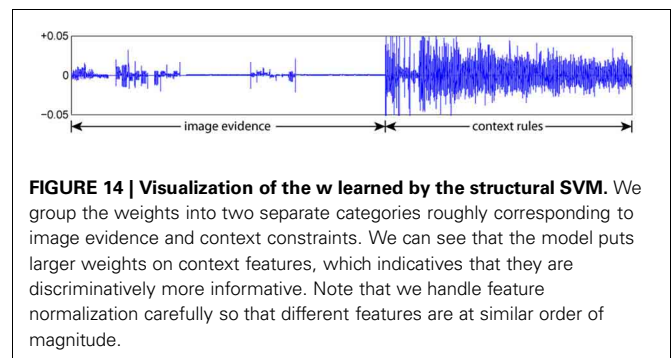 +0.05
0
−0.05
image evidence
context rules
FIGURE 14 | Visualization of the w learned by the structural SVM. We
group the weights into two separate categories roughly corresponding to
image evidence and context constraints. We can see that the model puts
larger weights on context features, which indicatives that they are
discriminatively more informative. Note that we handle feature
normalization carefully so that different features are at similar order of
magnitude.